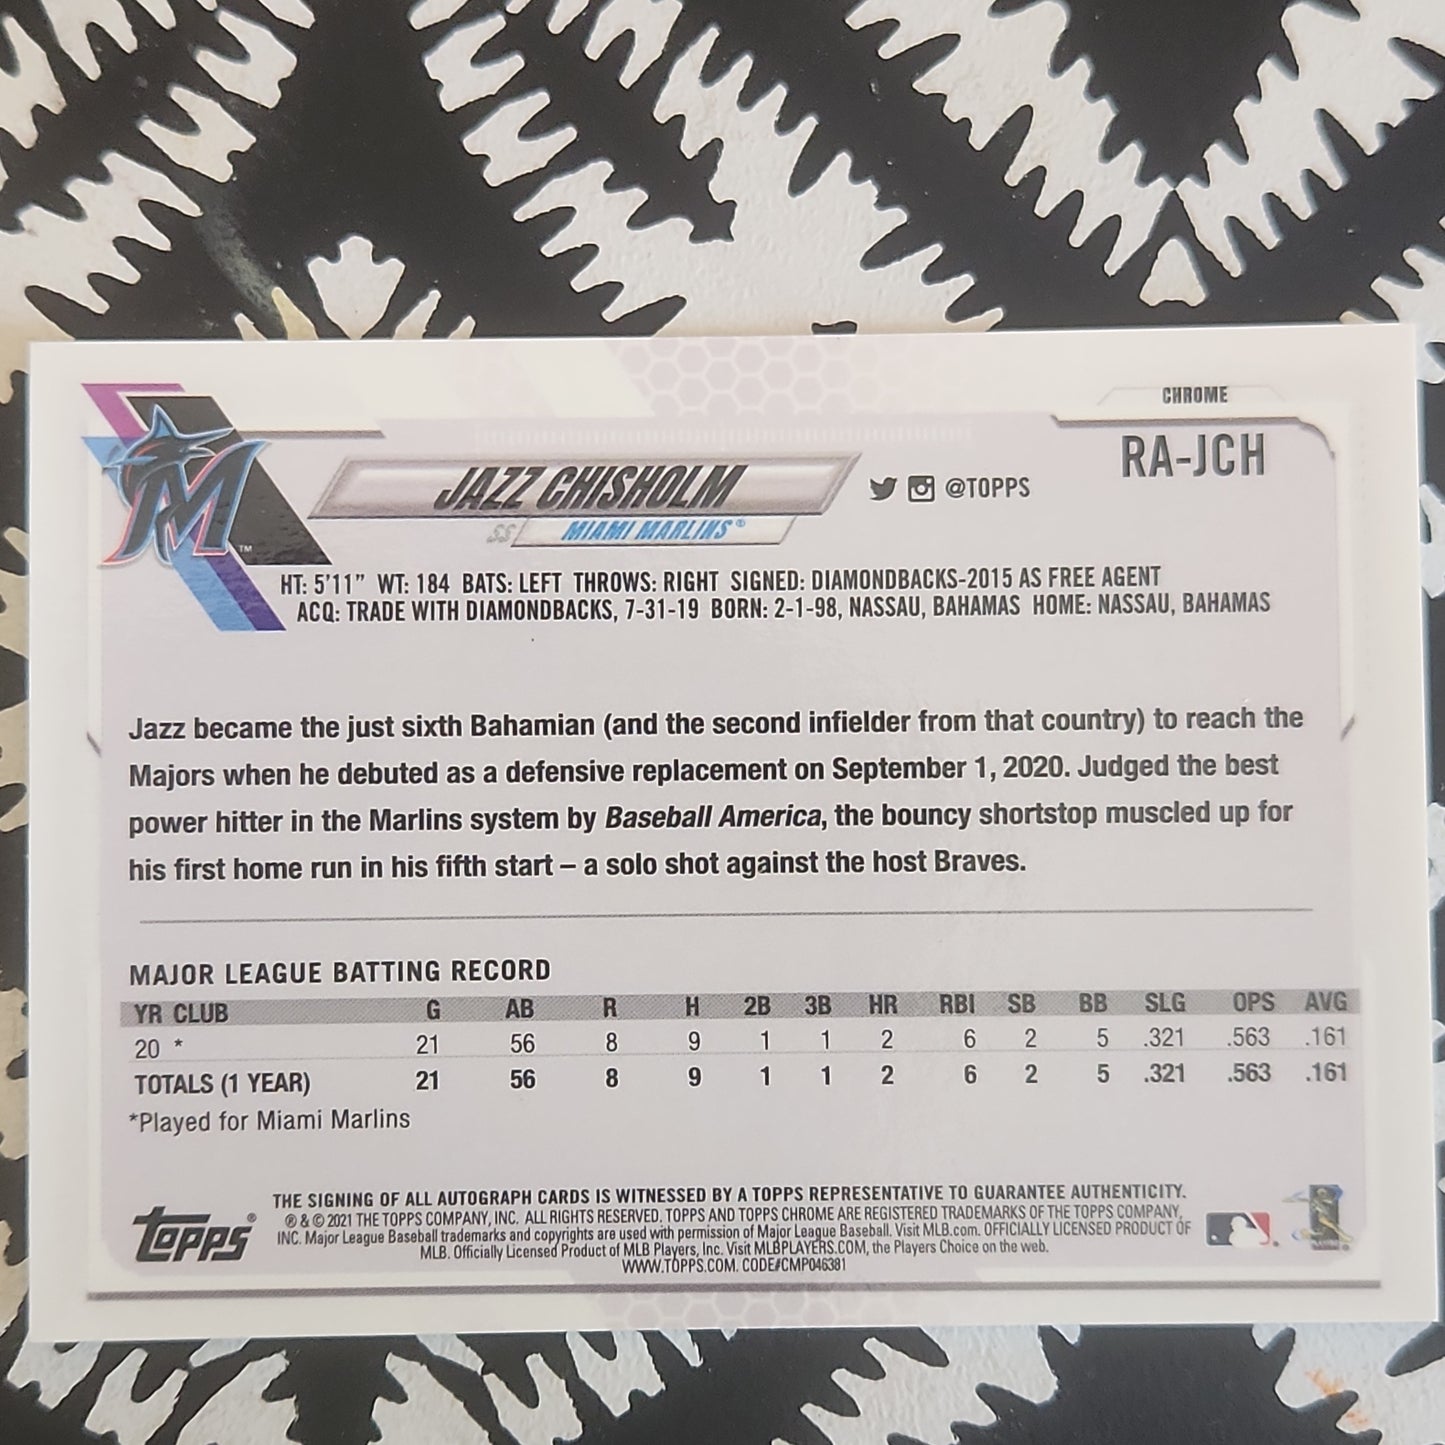 CHROME
RA-JCH
JAZZ CHISHOLM
@TOPPS
SS MIAMI MARLINS®
M™
HT: 5'11" WT: 184 BATS: LEFT THROWS: RIGHT SIGNED: DIAMONDBACKS-2015 AS FREE AGENT
ACQ: TRADE WITH DIAMONDBACKS, 7-31-19 BORN: 2-1-98, NASSAU, BAHAMAS HOME: NASSAU, BAHAMAS
Jazz became the just sixth Bahamian (and the second infielder from that country) to reach the
Majors when he debuted as a defensive replacement on September 1, 2020. Judged the best
power hitter in the Marlins system by Baseball America, the bouncy shortstop muscled up for
his first home run in his fifth start – a solo shot against the host Braves.
MAJOR LEAGUE BATTING RECORD
YR CLUB G AB R H 2B 3B HR RBI SB BB SLG OPS AVG
20 * 21 56 8 9 1 1 2 6 2 5 .321 .563 .161
TOTALS (1 YEAR) 21 56 8 9 1 1 2 6 2 5 .321 .563 .161
*Played for Miami Marlins
THE SIGNING OF ALL AUTOGRAPH CARDS IS WITNESSED BY A TOPPS REPRESENTATIVE TO GUARANTEE AUTHENTICITY.
® & © 2021 THE TOPPS COMPANY, INC. ALL RIGHTS RESERVED. TOPPS AND TOPPS CHROME ARE REGISTERED TRADEMARKS OF THE TOPPS COMPANY,
INC. Major League Baseball trademarks and copyrights are used with permission of Major League Baseball. Visit MLB.com. OFFICIALLY LICENSED PRODUCT OF
MLB. Officially Licensed Product of MLB Players, Inc. Visit MLBPLAYERS.COM, the Players Choice on the web.
WWW.TOPPS.COM. CODE#CMP046381
Topps®